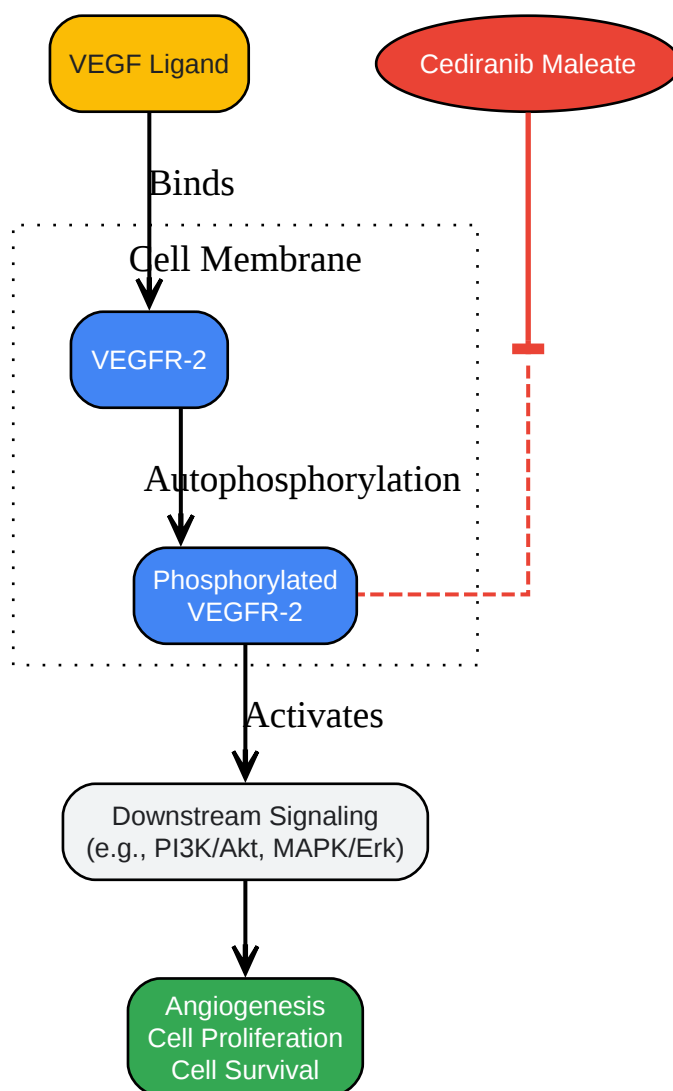 VEGF Ligand
Cediranib Maleate
Binds
Cell Membrane
VEGFR-2
Autophosphorylation
Phosphorylated
VEGFR-2
Activates
Downstream Signaling
(e.g., PI3K/Akt, MAPK/Erk)
Angiogenesis
Cell Proliferation
Cell Survival